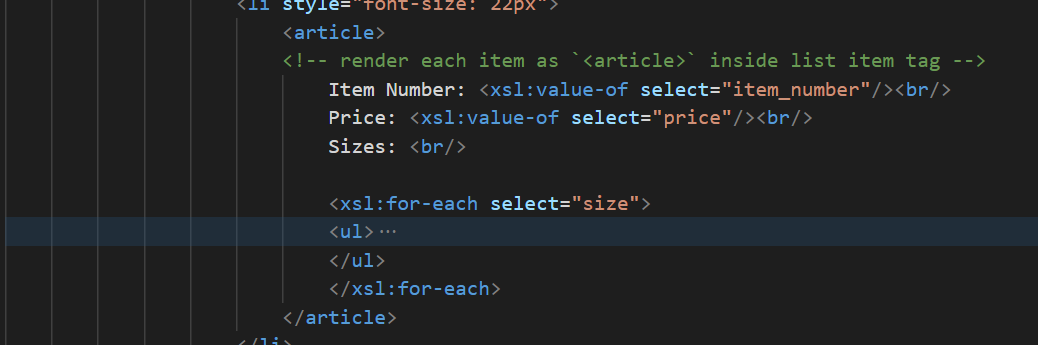 <li style="font-size: 22px">
<article>
<!-- render each item as `<article>` inside list item tag -->
Item Number: <xsl:value-of select="item_number"/><br/>
Price: <xsl:value-of select="price"/><br/>
Sizes: <br/>
<xsl:for-each select="size">
<ul>···
</ul>
</xsl:for-each>
</article>
</li>